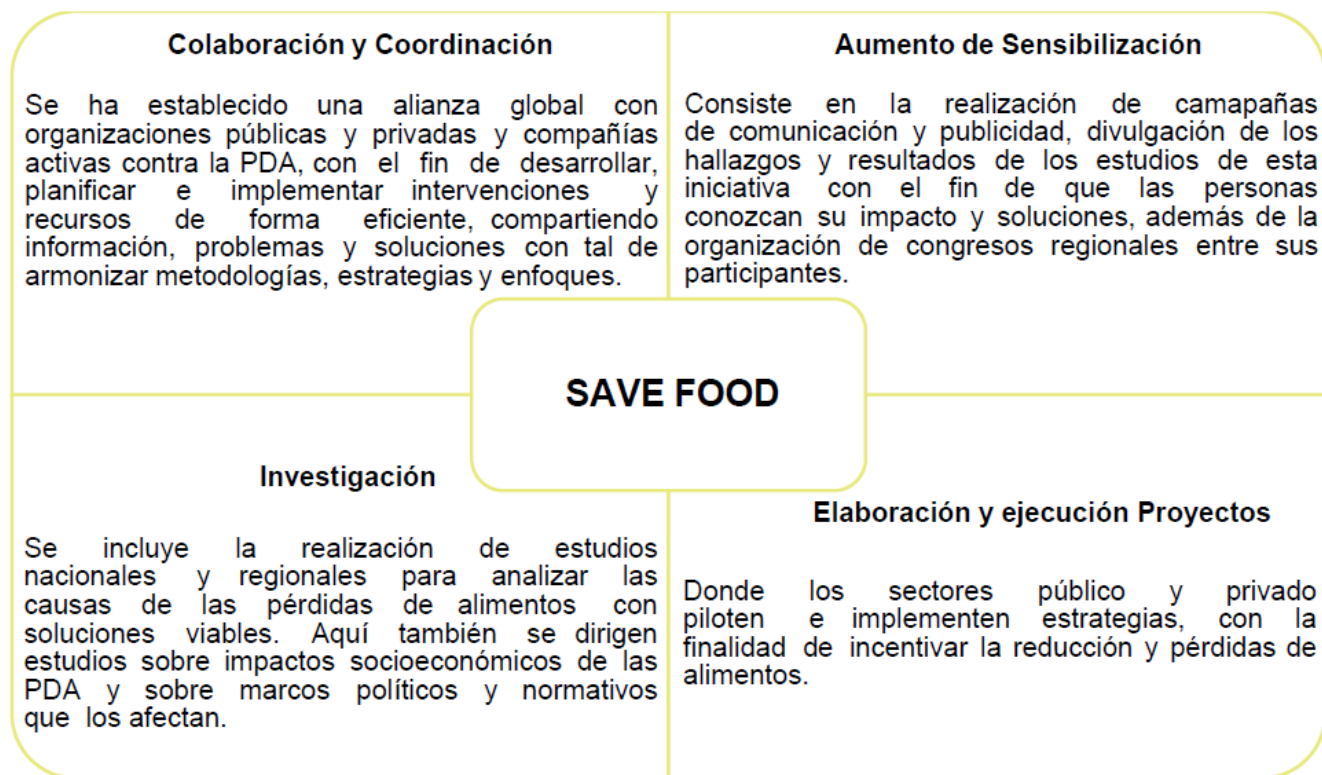 Colaboración y Coordinación
Se ha establecido una alianza global con
organizaciones públicas y privadas y compañías
activas contra la PDA, con el fin de desarrollar,
planificar e implementar intervenciones y
recursos de forma eficiente, compartiendo
información, problemas y soluciones con tal de
armonizar metodologías, estrategias y enfoques.
Aumento de Sensibilización
Consiste en la realización de camapañas
de comunicación y publicidad, divulgación de los
hallazgos y resultados de los estudios de esta
iniciativa con el fin de que las personas
conozcan su impacto y soluciones, además de la
organización de congresos regionales entre sus
participantes.
SAVE FOOD
Investigación
Se incluye la realización de estudios
nacionales y regionales para analizar las
causas de las pérdidas de alimentos con
soluciones viables. Aquí también se dirigen
estudios sobre impactos socioeconómicos de las
PDA y sobre marcos políticos y normativos
que los afectan.
Elaboración y ejecución Proyectos
Donde los sectores público y privado
piloten e implementen estrategias, con la
finalidad de incentivar la reducción y pérdidas de
alimentos.